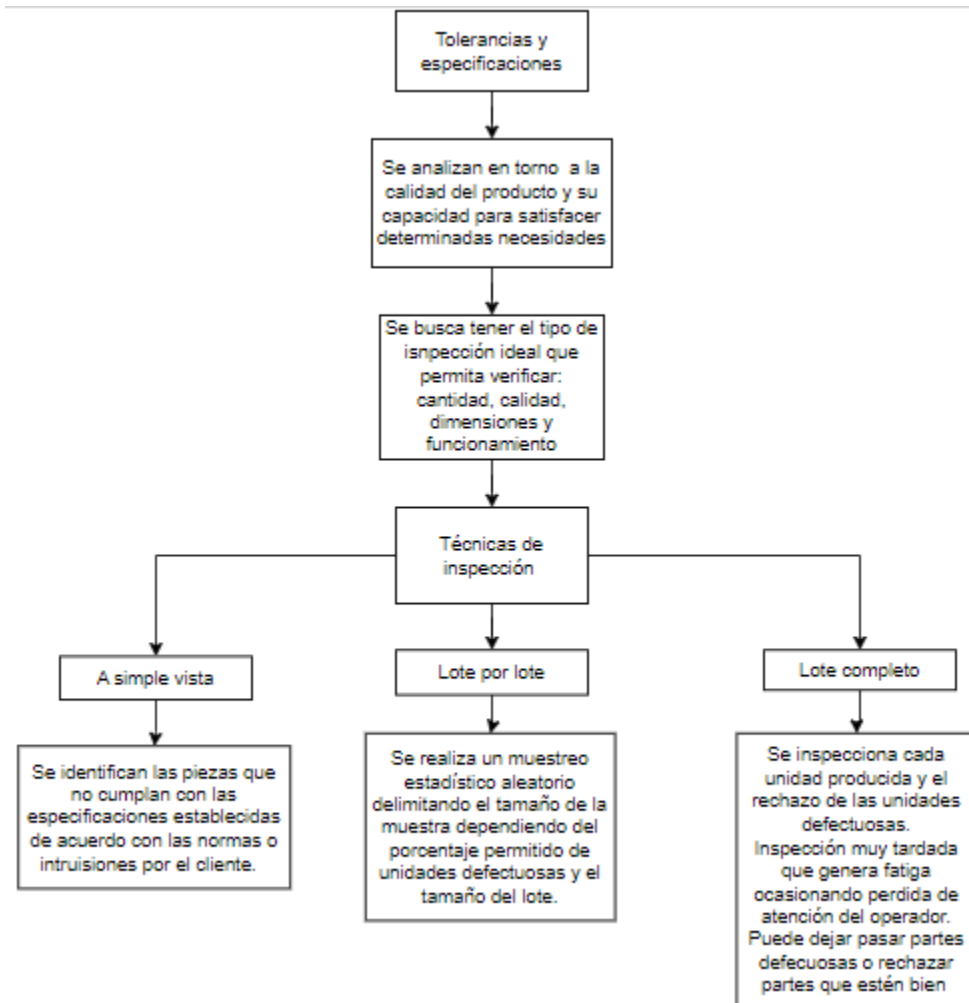 Tolerancias y
especificaciones
Se analizan en torno a la
calidad del producto y su
capacidad para satisfacer
determinadas necesidades
Se busca tener el tipo de
isnpección ideal que
permita verificar:
cantidad, calidad,
dimensiones y
funcionamiento
Técnicas de
inspección
A simple vista
Lote por lote
Lote completo
Se identifican las piezas que
no cumplan con las
especificaciones establecidas
de acuerdo con las normas o
intruisiones por el cliente.
Se realiza un muestreo
estadístico aleatorio
delimitando el tamaño de la
muestra dependiendo del
porcentaje permitido de
unidades defectuosas y el
tamaño del lote.
Se inspecciona cada
unidad producida y el
rechazo de las unidades
defectuosas.
Inspección muy tardada
que genera fatiga
ocasionando perdida de
atención del operador.
Puede dejar pasar partes
defecuosas o rechazar
partes que estén bien